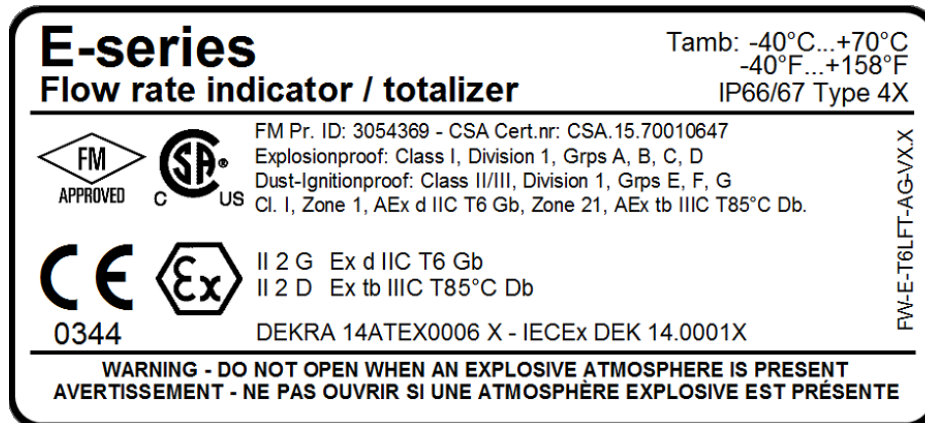 E-series
Flow rate indicator / totalizer
Tamb: -40°C...+70°C
-40°F...+158°F
IP66/67 Type 4X
FM
APPROVED
SA
C US
FM Pr. ID: 3054369 - CSA Cert.nr: CSA.15.70010647
Explosionproof: Class I, Division 1, Grps A, B, C, D
Dust-Ignitionproof: Class II/III, Division 1, Grps E, F, G
Cl. I, Zone 1, AEx d IIC T6 Gb, Zone 21, AEx tb IIIC T85°C Db.
CE
0344
Ex
II 2 G Ex d IIC T6 Gb
II 2 D Ex tb IIIC T85°C Db
DEKRA 14ATEX0006 X - IECEx DEK 14.0001X
FW-E-T6LFT-AG-VX.X
WARNING - DO NOT OPEN WHEN AN EXPLOSIVE ATMOSPHERE IS PRESENT
AVERTISSEMENT - NE PAS OUVRIR SI UNE ATMOSPHÈRE EXPLOSIVE EST PRÉSENTE